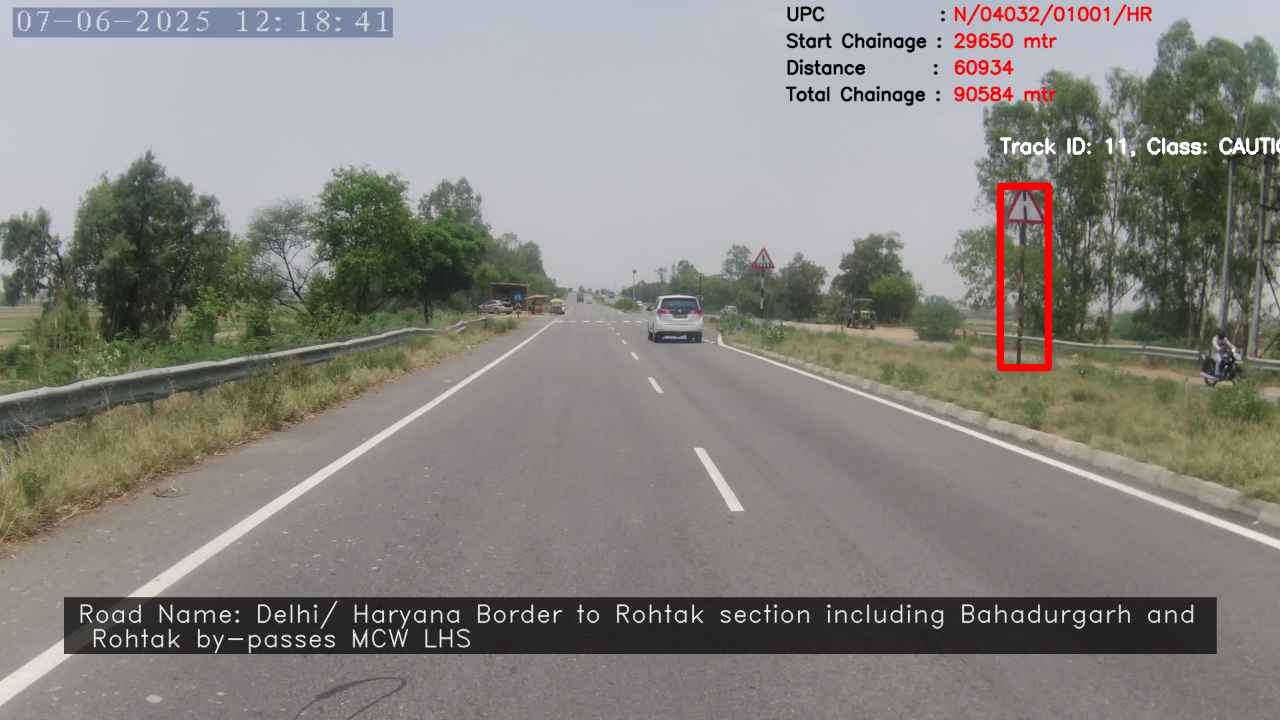 07-06-2025 12:18:41
UPC : N/04032/01001/HR
Start Chainage : 29650 mtr
Distance : 60934
Total Chainage : 90584 mtr
Track ID: 11, Class: CAUTIO
Road Name: Delhi/ Haryana Border to Rohtak section including Bahadurgarh and
Rohtak by-passes MCW LHS